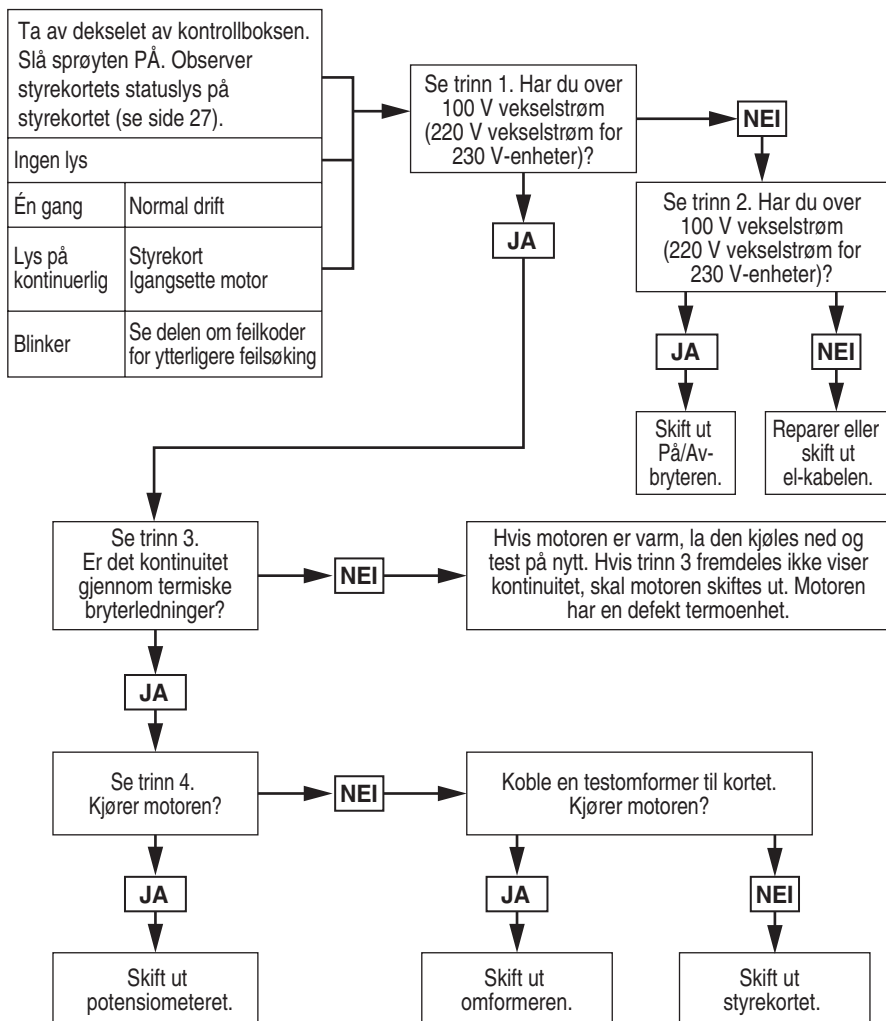 Ta av dekselet av kontrollboksen.
Slå sprøyten PÅ. Observer
styrekortets statuslys på
styrekortet (se side 27).
Ingen lys
Én gang
Normal drift
Lys på
kontinuerlig
Styrekort
Igangsette motor
Blinker
Se delen om feilkoder
for ytterligere feilsøking
Se trinn 1. Har du over
100 V vekselstrøm
(220 V vekselstrøm for
230 V-enheter)?
NEI
JA
Se trinn 2. Har du over
100 V vekselstrøm
(220 V vekselstrøm for
230 V-enheter)?
JA
NEI
Skift ut
På/Av-
bryteren.
Reparer eller
skift ut
el-kabelen.
Se trinn 3.
Er det kontinuitet
gjennom termiske
bryterledninger?
NEI
Hvis motoren er varm, la den kjøles ned og
test på nytt. Hvis trinn 3 fremdeles ikke viser
kontinuitet, skal motoren skiftes ut. Motoren
har en defekt termoenhet.
JA
Se trinn 4.
Kjører motoren?
NEI
Koble en testomformer til kortet.
Kjører motoren?
JA
JA
NEI
Skift ut
potensiometeret.
Skift ut
omformeren.
Skift ut
styrekortet.